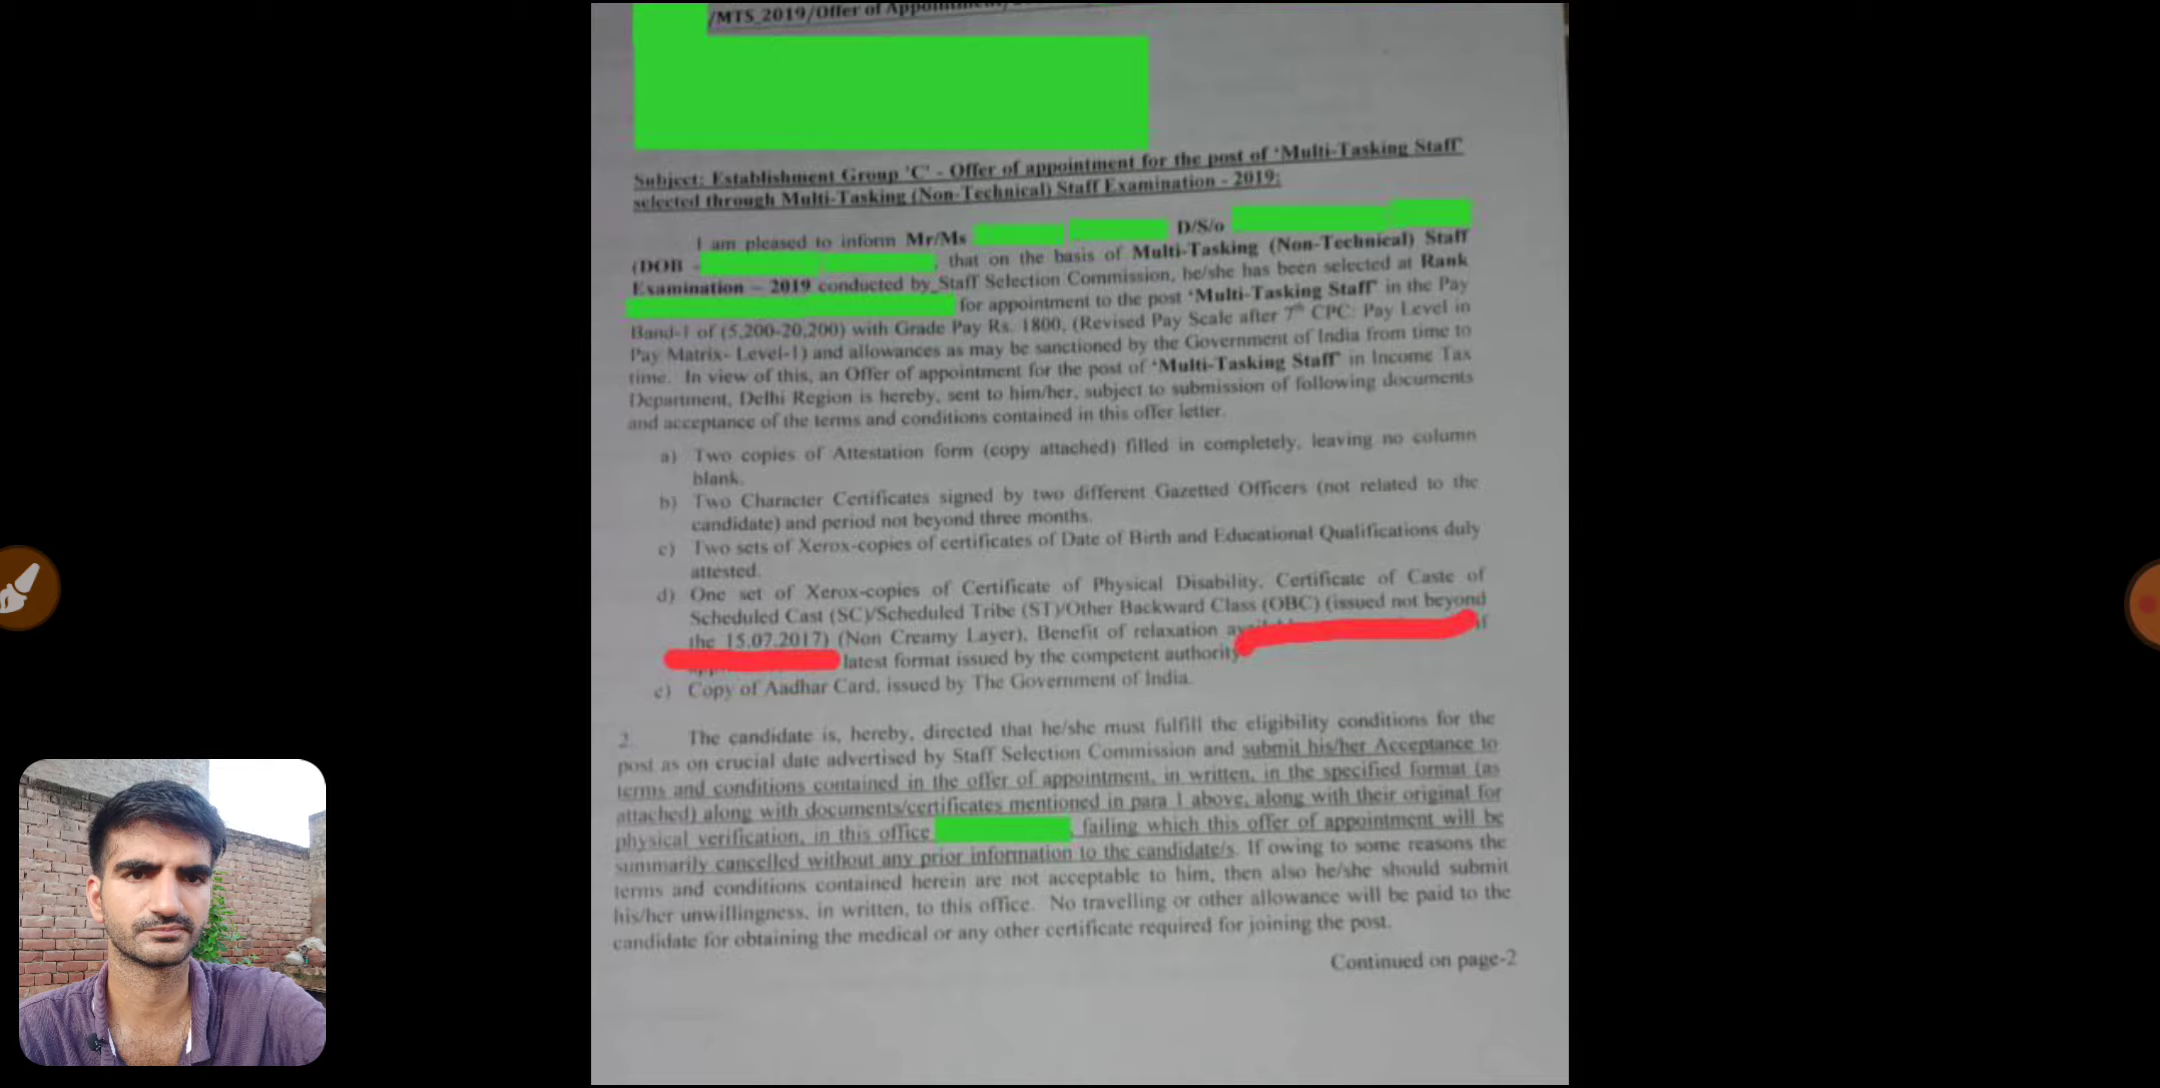 /MTS_2019/Offer of
Subject: Establishment Group 'C' - Offer of appointment for the post of 'Multi-Tasking Staff'
selected through Multi-Tasking (Non-Technical) Staff Examination - 2019:
I am pleased to inform Mr/Ms D/S/o
(DOB - , that on the basis of Multi-Tasking (Non-Technical) Staff
Examination – 2019 conducted by Staff Selection Commission, he/she has been selected at Rank
for appointment to the post 'Multi-Tasking Staff' in the Pay
Band-1 of (5,200-20,200) with Grade Pay Rs. 1800, (Revised Pay Scale after 7th CPC: Pay Level in
Pay Matrix- Level-1) and allowances as may be sanctioned by the Government of India from time to
time. In view of this, an Offer of appointment for the post of 'Multi-Tasking Staff' in Income Tax
Department, Delhi Region is hereby, sent to him/her, subject to submission of following documents
and acceptance of the terms and conditions contained in this offer letter.
a) Two copies of Attestation form (copy attached) filled in completely, leaving no column
blank.
b) Two Character Certificates signed by two different Gazetted Officers (not related to the
candidate) and period not beyond three months.
c) Two sets of Xerox-copies of certificates of Date of Birth and Educational Qualifications duly
attested.
d) One set of Xerox-copies of Certificate of Physical Disability, Certificate of Caste of
Scheduled Cast (SC)/Scheduled Tribe (ST)/Other Backward Class (OBC) (issued not beyond
the 15.07.2017) (Non Creamy Layer), Benefit of relaxation if
latest format issued by the competent authority
e) Copy of Aadhar Card, issued by The Government of India.
2. The candidate is, hereby, directed that he/she must fulfill the eligibility conditions for the
post as on crucial date advertised by Staff Selection Commission and submit his/her Acceptance to
terms and conditions contained in the offer of appointment, in written, in the specified format (as
attached) along with documents/certificates mentioned in para 1 above, along with their original for
physical verification, in this office , failing which this offer of appointment will be
summarily cancelled without any prior information to the candidate/s. If owing to some reasons the
terms and conditions contained herein are not acceptable to him, then also he/she should submit
his/her unwillingness, in written, to this office. No travelling or other allowance will be paid to the
candidate for obtaining the medical or any other certificate required for joining the post.
Continued on page-2